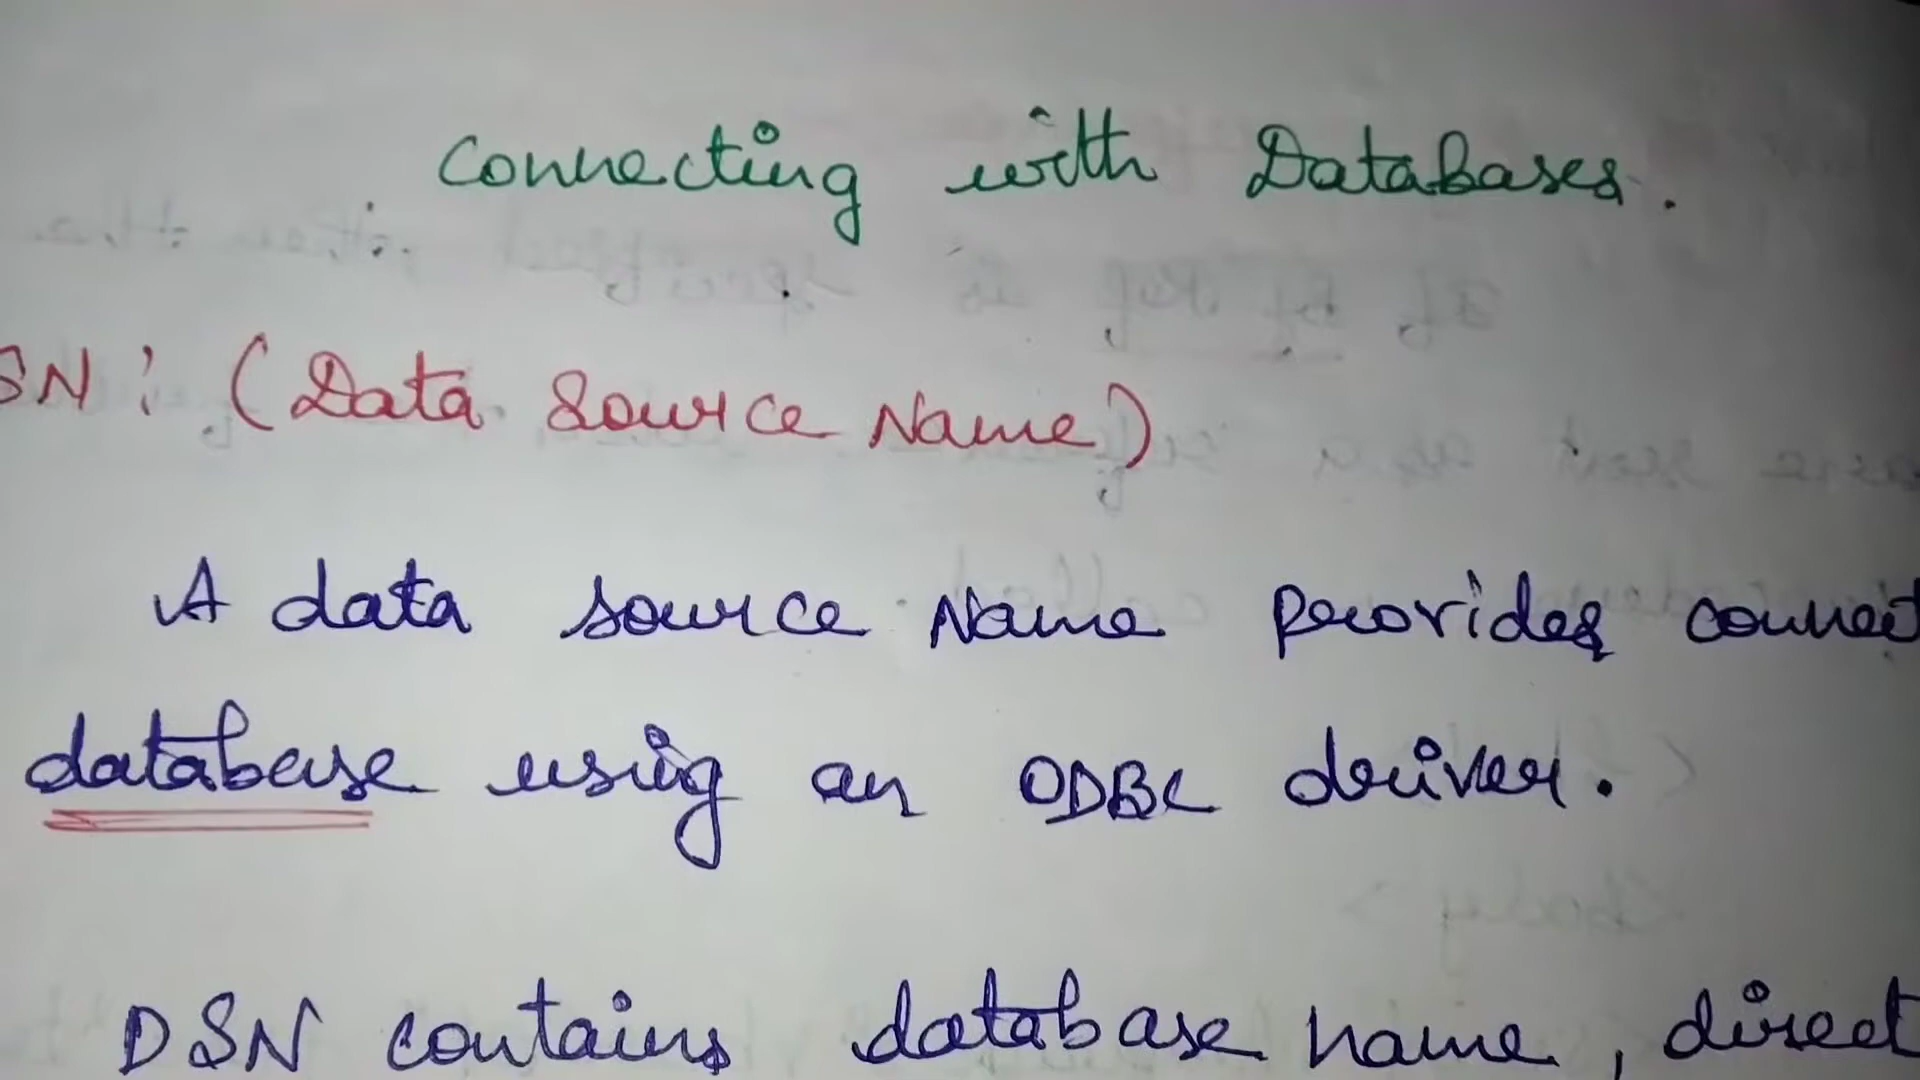 Connecting with Databases.
SN : (Data Source Name)
A data source Name provides connect
database using an ODBC driver.
DSN contains database name, direct